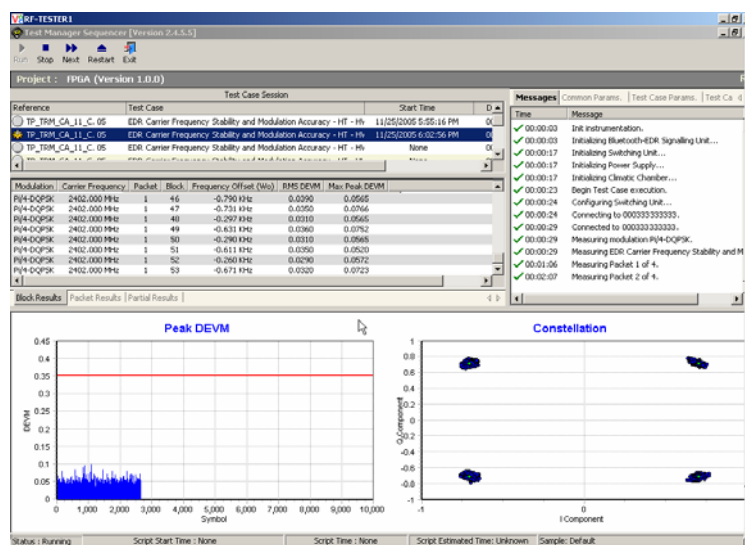 RF-TESTER1
Test Manager Sequencer [Version 2.4.5.5]
Run Stop Next Restart Exit
Project : FPGA (Version 1.0.0)
Test Case Session
Reference Test Case Start Time D
TP_TRM_CA_11_C. 05 EDR Carrier Frequency Stability and Modulation Accuracy - HT - HV 11/25/2005 5:55:16 PM 00
TP_TRM_CA_11_C. 05 EDR Carrier Frequency Stability and Modulation Accuracy - HT - HV 11/25/2005 6:02:56 PM 00
TP_TRM_CA_11_C. 05 EDR Carrier Frequency Stability and Modulation Accuracy - HT - HV None 00
Modulation Carrier Frequency Packet Block Frequency Offset (Wo) RMS DEVM Max Peak DEVM
Pi/4-DQPSK 2402.000 MHz 1 46 -0.790 KHz 0.0390 0.0565
Pi/4-DQPSK 2402.000 MHz 1 47 -0.731 KHz 0.0350 0.0766
Pi/4-DQPSK 2402.000 MHz 1 48 -0.297 KHz 0.0310 0.0565
Pi/4-DQPSK 2402.000 MHz 1 49 -0.631 KHz 0.0360 0.0752
Pi/4-DQPSK 2402.000 MHz 1 50 -0.290 KHz 0.0310 0.0565
Pi/4-DQPSK 2402.000 MHz 1 51 -0.611 KHz 0.0350 0.0520
Pi/4-DQPSK 2402.000 MHz 1 52 -0.260 KHz 0.0290 0.0572
Pi/4-DQPSK 2402.000 MHz 1 53 -0.671 KHz 0.0320 0.0723
Block Results Packet Results Partial Results
Messages Common Params. Test Case Params. Test Ca
Time Message
00:00:03 Init instrumentation.
00:00:03 Initializing Bluetooth-EDR Signalling Unit...
00:00:17 Initializing Switching Unit...
00:00:17 Initializing Power Supply...
00:00:17 Initializing Climatic Chamber...
00:00:23 Begin Test Case execution.
00:00:24 Configuring Switching Unit...
00:00:24 Connecting to 000333333333.
00:00:29 Connected to 000333333333.
00:00:29 Measuring modulation Pi/4-DQPSK.
00:00:29 Measuring EDR Carrier Frequency Stability and M
00:01:06 Measuring Packet 1 of 4.
00:02:07 Measuring Packet 2 of 4.
Peak DEVM
0.45
0.4
0.35
0.3
0.25
0.2
0.15
0.1
0.05
0
DEVM
0 1,000 2,000 3,000 4,000 5,000 6,000 7,000 8,000 9,000 10,000
Symbol
Constellation
1
0.8
0.6
0.4
0.2
0
-0.2
-0.4
-0.6
-0.8
-1
Q Component
-1 0
I Component
Status : Running Script Start Time : None Script Time : None Script Estimated Time: Unknown Sample: Default